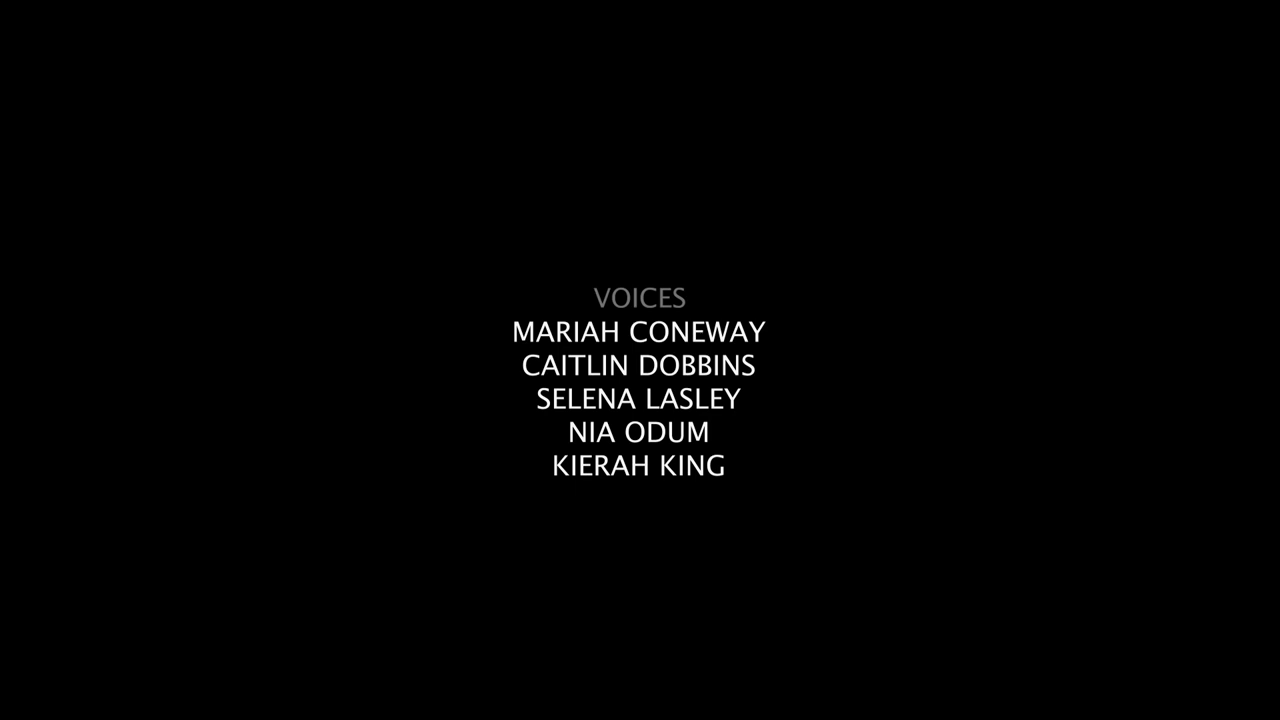 VOICES
MARIAH CONEWAY
CAITLIN DOBBINS
SELENA LASLEY
NIA ODUM
KIERAH KING